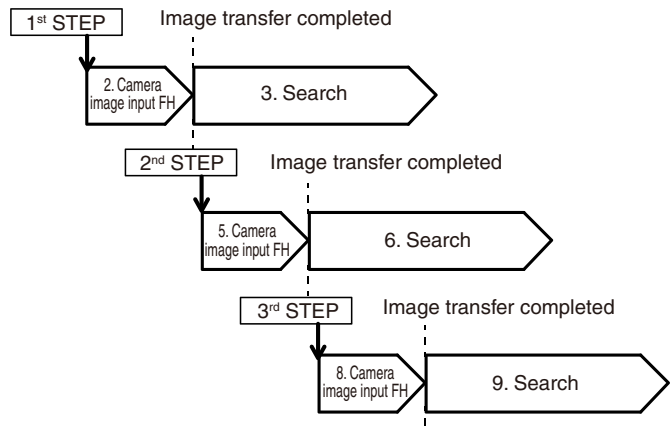 1st STEP
Image transfer completed
2. Camera
image input FH
3. Search
2nd STEP
Image transfer completed
5. Camera
image input FH
6. Search
3rd STEP
Image transfer completed
8. Camera
image input FH
9. Search